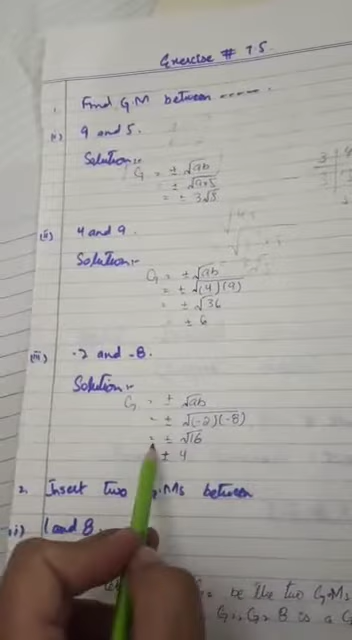 Exercise # 7.5
1. Find G.M between -----.
(i) 9 and 5.
Solution:-
G = ± √ab
= ± √9×5
= ± 3√5
(ii) 4 and 9.
Solution:-
G = ± √ab
= ± √(4)(9)
= ± √36
= ± 6
(iii) -2 and -8.
Solution:-
G = ± √ab
= ± √(-2)(-8)
= ± √16
± 4
2. Insert two G.Ms between
(i) 1 and 8.
be the two G.Ms
8 is a